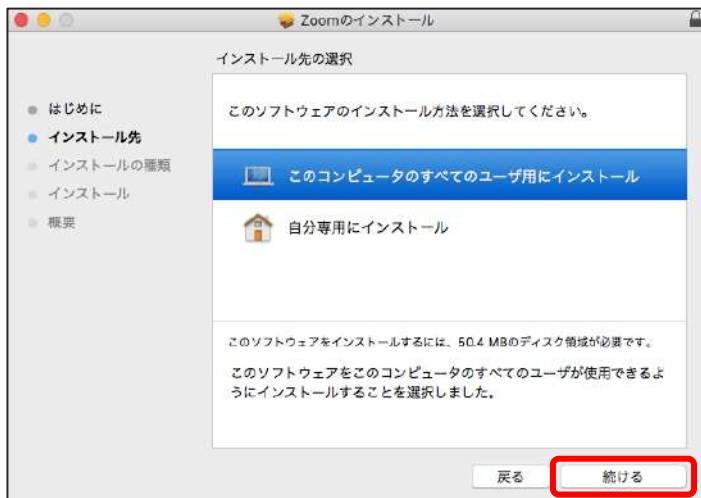 Zoomのインストール
インストール先の選択
はじめに
インストール先
インストールの種類
インストール
概要
このソフトウェアのインストール方法を選択してください。
このコンピュータのすべてのユーザ用にインストール
自分専用にインストール
このソフトウェアをインストールするには、50.4 MBのディスク領域が必要です。
このソフトウェアをこのコンピュータのすべてのユーザが使用できるよ
うにインストールすることを選択しました。
戻る
続ける